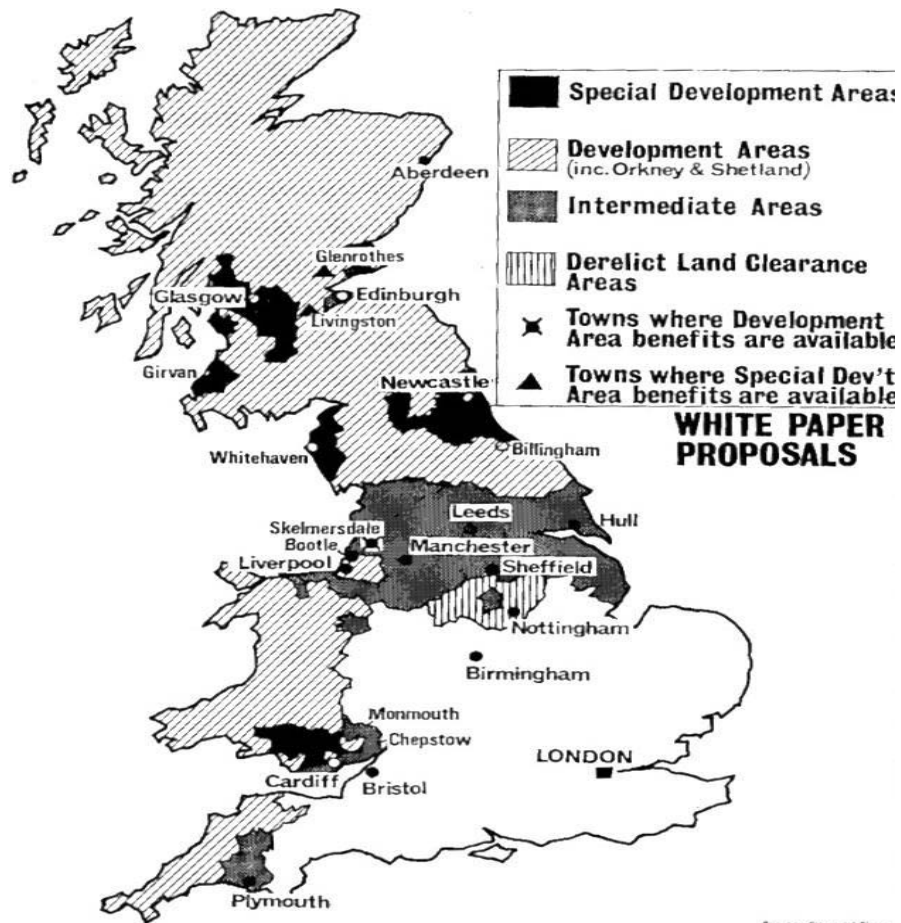 Special Development Areas
Development Areas
(inc. Orkney & Shetland)
Intermediate Areas
Derelict Land Clearance
Areas
Towns where Development
Area benefits are available
Towns where Special Dev't
Area benefits are available
WHITE PAPER
PROPOSALS
Aberdeen
Glenrothes
Glasgow
Edinburgh
Livingston
Girvan
Newcastle
Whitehaven
Billingham
Leeds
Hull
Skelmersdale
Bootle
Manchester
Liverpool
Sheffield
Nottingham
Birmingham
Monmouth
Chepstow
LONDON
Cardiff
Bristol
Plymouth